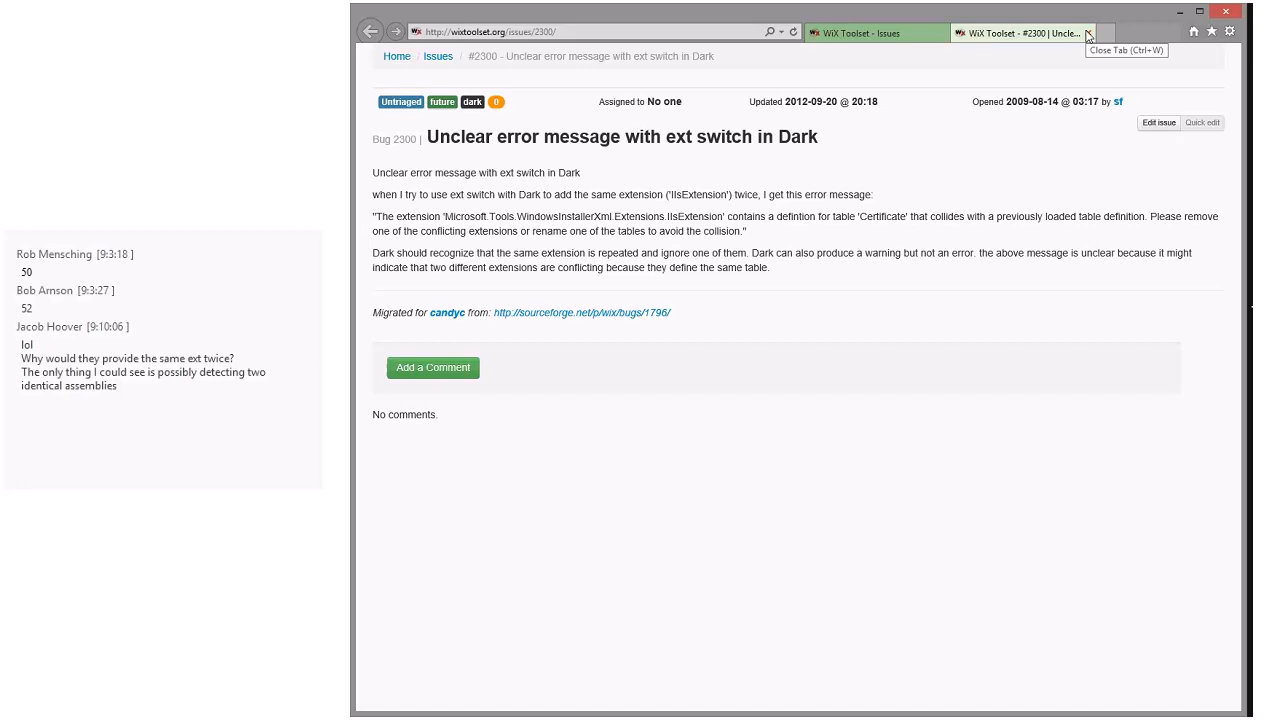 Rob Mensching [9:3:18 ]
50
Bob Arnson [9:3:27 ]
52
Jacob Hoover [9:10:06 ]
lol
Why would they provide the same ext twice?
The only thing I could see is possibly detecting two
identical assemblies
http://wixtoolset.org/issues/2300/
WiX Toolset - Issues
WiX Toolset - #2300 | Uncle...
Close Tab (Ctrl+W)
Home / Issues / #2300 - Unclear error message with ext switch in Dark
Untriaged future dark 0 Assigned to No one Updated 2012-09-20 @ 20:18 Opened 2009-08-14 @ 03:17 by sf
Edit issue Quick edit
Bug 2300 | Unclear error message with ext switch in Dark
Unclear error message with ext switch in Dark
when I try to use ext switch with Dark to add the same extension ('IIsExtension') twice, I get this error message:
"The extension 'Microsoft.Tools.WindowsInstallerXml.Extensions.IIsExtension' contains a defintion for table 'Certificate' that collides with a previously loaded table definition. Please remove
one of the conflicting extensions or rename one of the tables to avoid the collision."
Dark should recognize that the same extension is repeated and ignore one of them. Dark can also produce a warning but not an error. the above message is unclear because it might
indicate that two different extensions are conflicting because they define the same table.
Migrated for candyc from: http://sourceforge.net/p/wix/bugs/1796/
Add a Comment
No comments.